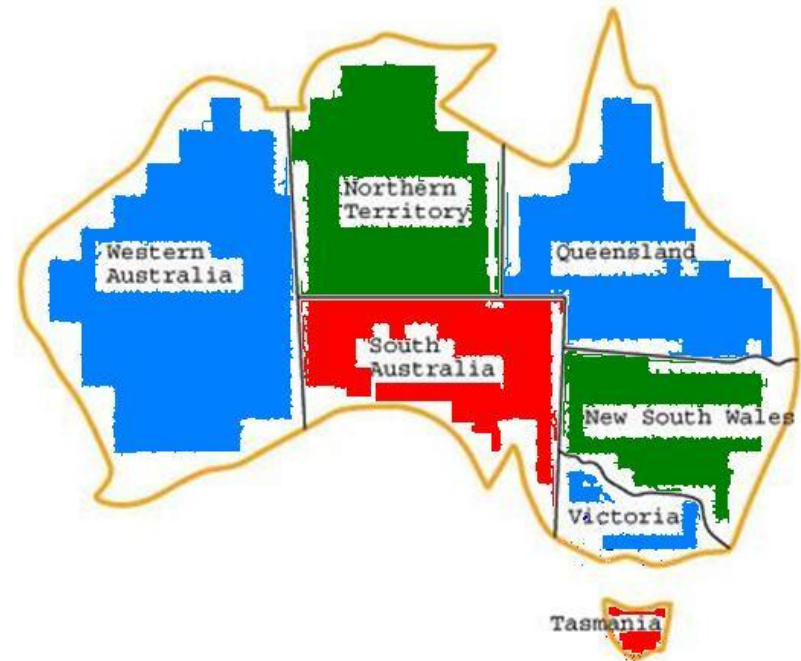 Northern
Territory
Western
Australia
Queensland
South
Australia
New South Wales
Victoria
Tasmania